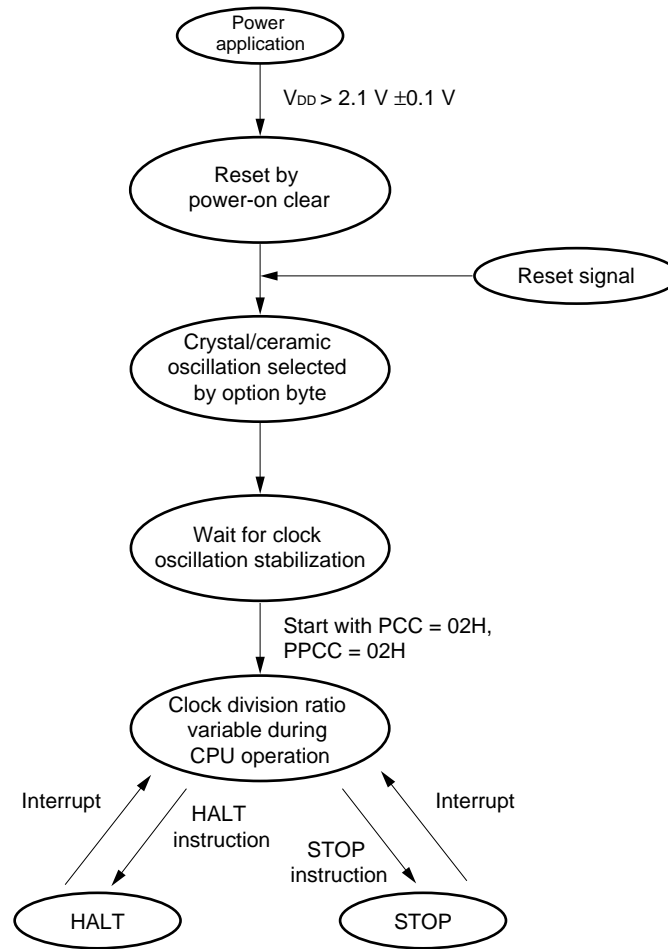 Power
application
VDD > 2.1 V ±0.1 V
Reset by
power-on clear
Reset signal
Crystal/ceramic
oscillation selected
by option byte
Wait for clock
oscillation stabilization
Start with PCC = 02H,
PPCC = 02H
Clock division ratio
variable during
CPU operation
Interrupt
HALT
instruction
STOP
instruction
Interrupt
HALT
STOP